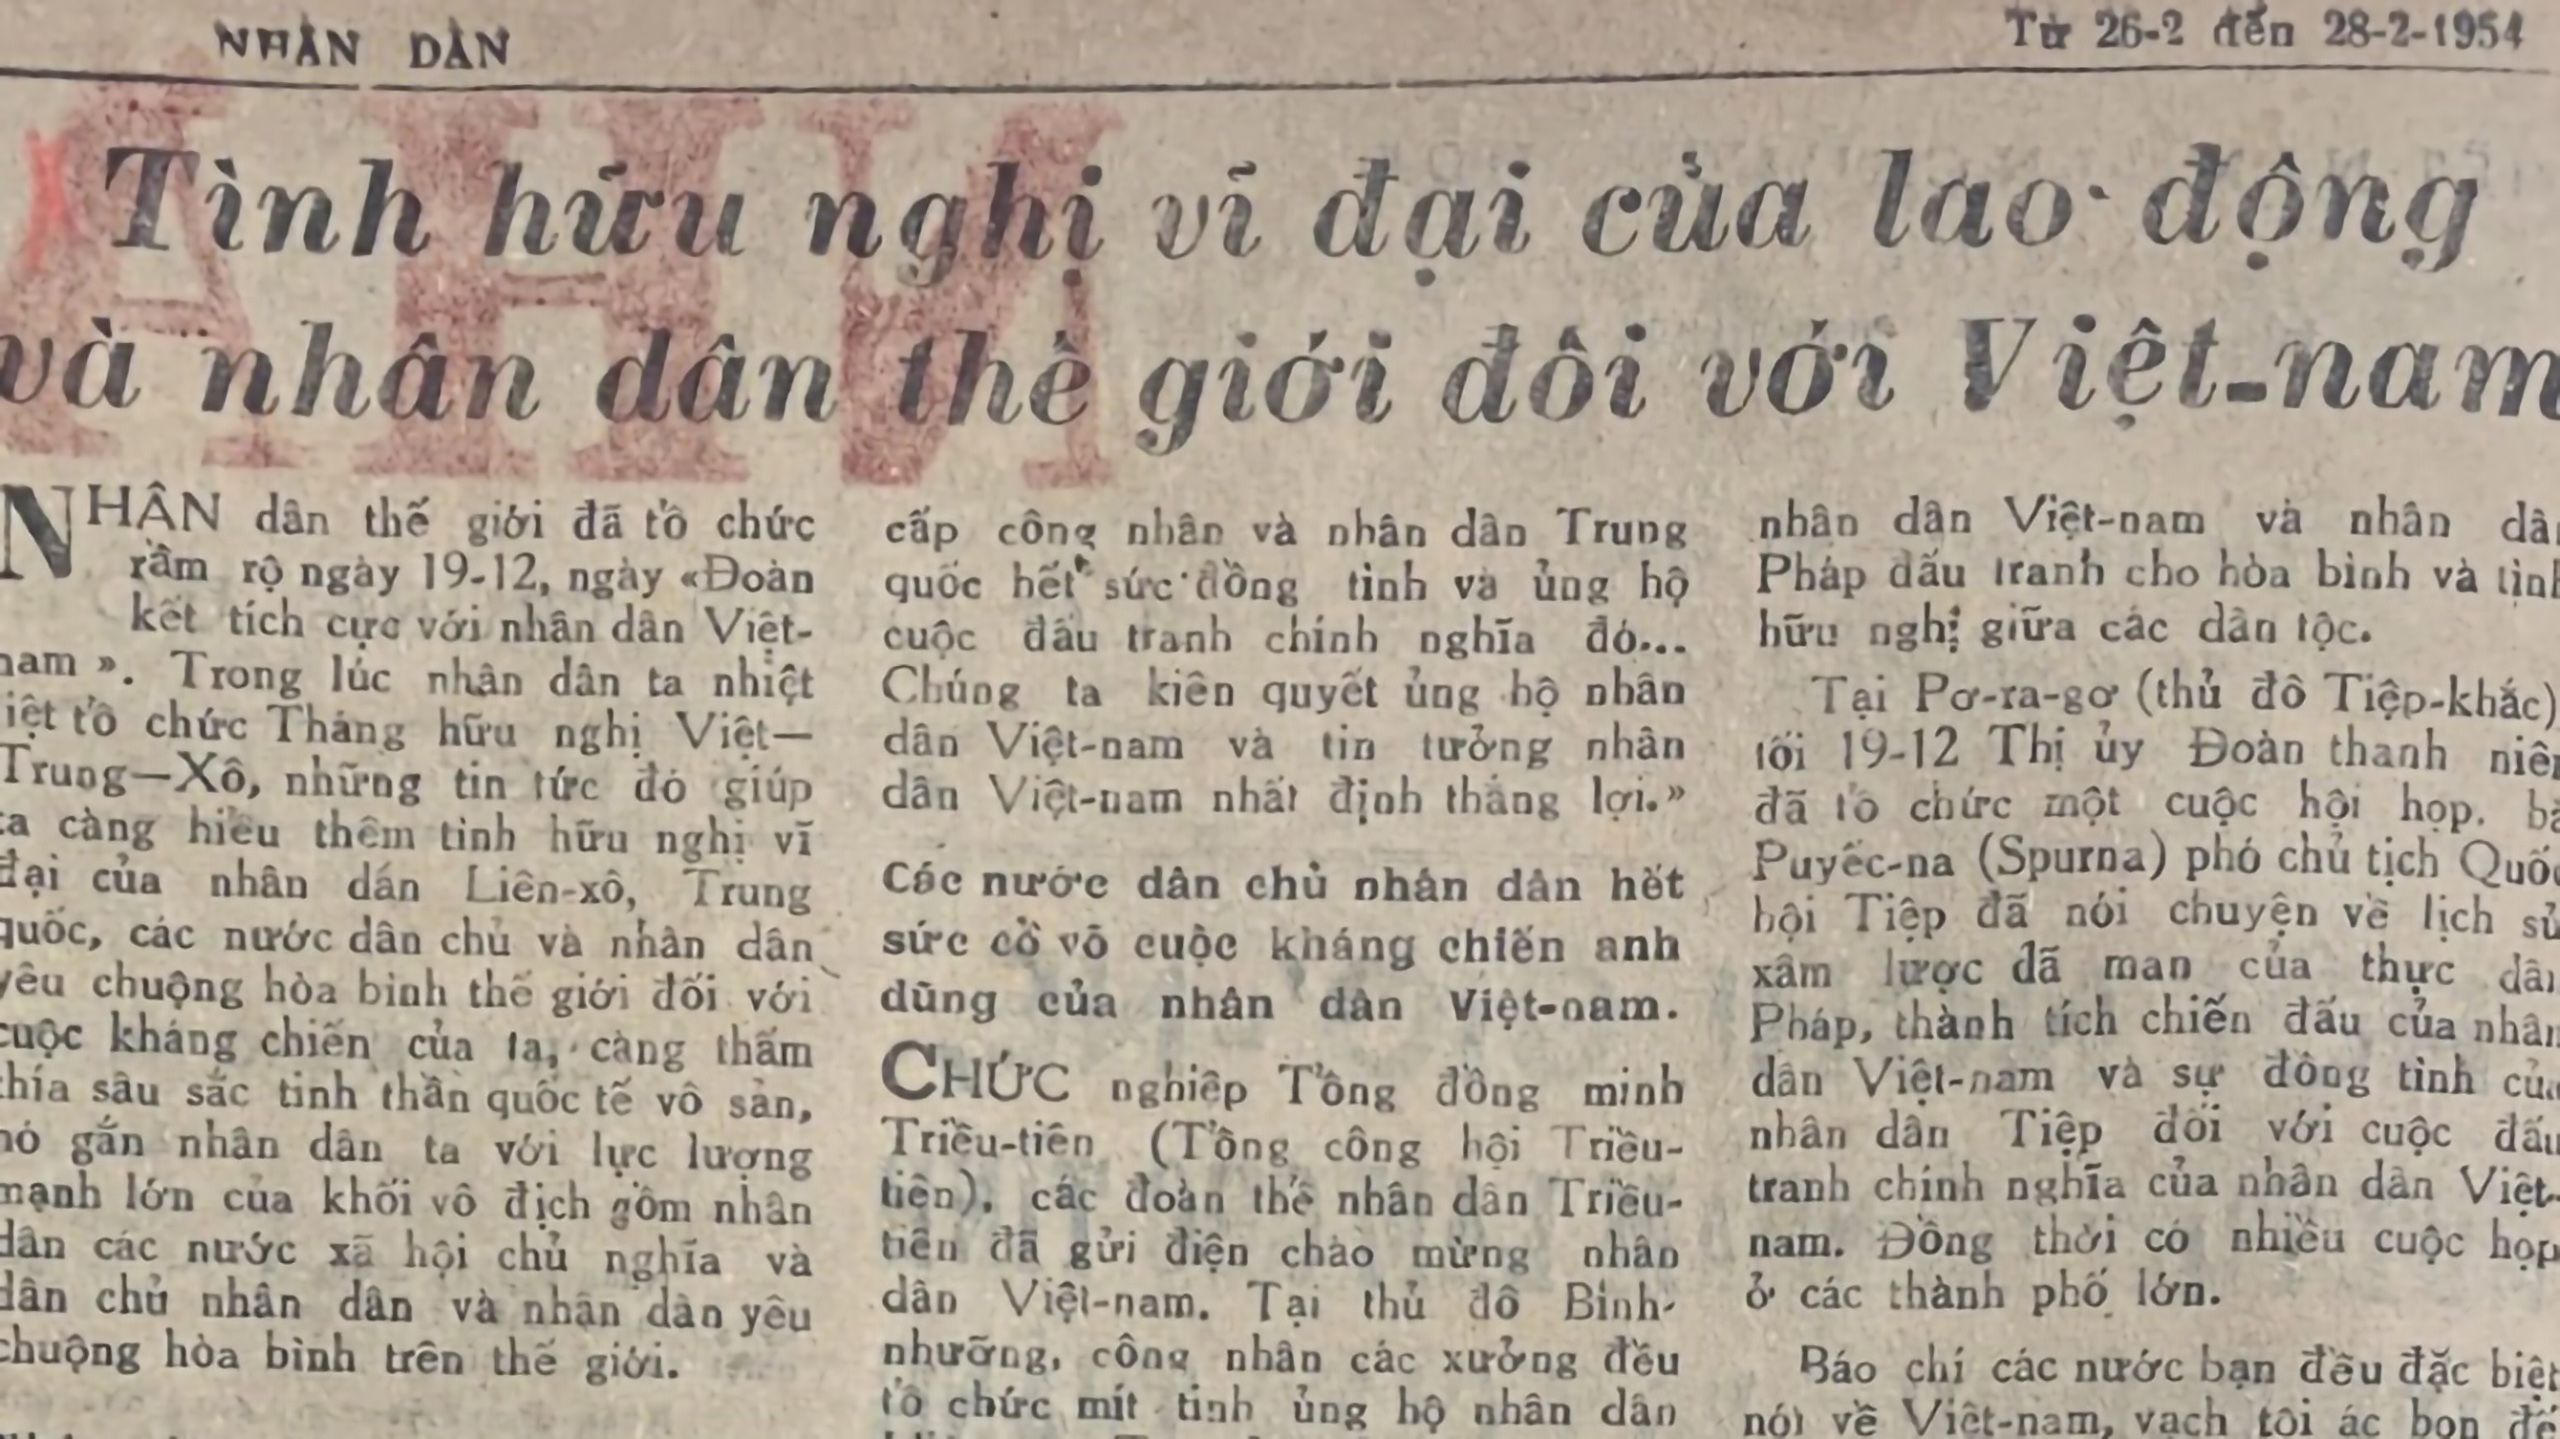 NHÂN DÂN
Từ 26-2 đến 28-2-1954
Tình hữu nghị vĩ đại của lao động
và nhân dân thế giới đối với Việt-nam
NHÂN dân thế giới đã tổ chức
rầm rộ ngày 19-12, ngày «Đoàn
kết tích cực với nhân dân Việt-
nam ». Trong lúc nhân dân ta nhiệt
liệt tổ chức Tháng hữu nghị Việt—
Trung—Xô, những tin tức đó giúp
ta càng hiểu thêm tình hữu nghị vĩ
đại của nhân dân Liên-xô, Trung
quốc, các nước dân chủ và nhân dân
yêu chuộng hòa bình thế giới đối với
cuộc kháng chiến của ta, càng thấm
thía sâu sắc tinh thần quốc tế vô sản,
nó gắn nhân dân ta với lực lượng
mạnh lớn của khối vô địch gồm nhân
dân các nước xã hội chủ nghĩa và
dân chủ nhân dân và nhân dân yêu
chuộng hòa bình trên thế giới.
cấp công nhân và nhân dân Trung
quốc hết sức đồng tình và ủng hộ
cuộc đấu tranh chính nghĩa đó...
Chúng ta kiên quyết ủng hộ nhân
dân Việt-nam và tin tưởng nhân
dân Việt-nam nhất định thắng lợi.»
Các nước dân chủ nhân dân hết
sức cổ võ cuộc kháng chiến anh
dũng của nhân dân Việt-nam.
CHỨC nghiệp Tổng đồng minh
Triều-tiên (Tổng công hội Triều-
tiên), các đoàn thể nhân dân Triều-
tiên đã gửi điện chào mừng nhân
dân Việt-nam. Tại thủ đô Bình-
nhưỡng, công nhân các xưởng đều
tổ chức mít tinh ủng hộ nhân dân
nhân dân Việt-nam và nhân dân
Pháp đấu tranh cho hòa bình và tình
hữu nghị giữa các dân tộc.
Tại Pơ-ra-gơ (thủ đô Tiệp-khắc)
tối 19-12 Thị ủy Đoàn thanh niên
đã tổ chức một cuộc hội họp. bà
Puyếc-na (Spurna) phó chủ tịch Quốc
hội Tiệp đã nói chuyện về lịch sử
xâm lược dã man của thực dân
Pháp, thành tích chiến đấu của nhân
dân Việt-nam và sự đồng tình của
nhân dân Tiệp đối với cuộc đấu
tranh chính nghĩa của nhân dân Việt-
nam. Đồng thời có nhiều cuộc họp
ở các thành phố lớn.
Báo chí các nước bạn đều đặc biệt
nói về Việt-nam, vạch tội ác bọn đế